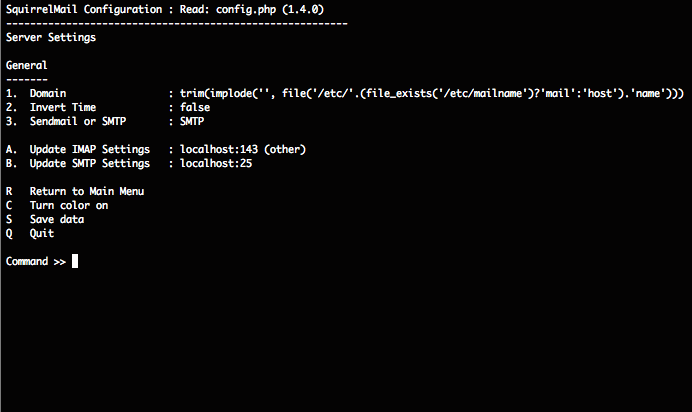 SquirrelMail Configuration : Read: config.php (1.4.0)
---------------------------------------------------------
Server Settings
General
-------
1.  Domain                 : trim(implode('', file('/etc/'.(file_exists('/etc/mailname')?'mail':'host').'name')))
2.  Invert Time            : false
3.  Sendmail or SMTP       : SMTP
A.  Update IMAP Settings   : localhost:143 (other)
B.  Update SMTP Settings   : localhost:25
R   Return to Main Menu
C   Turn color on
S   Save data
Q   Quit
Command >>